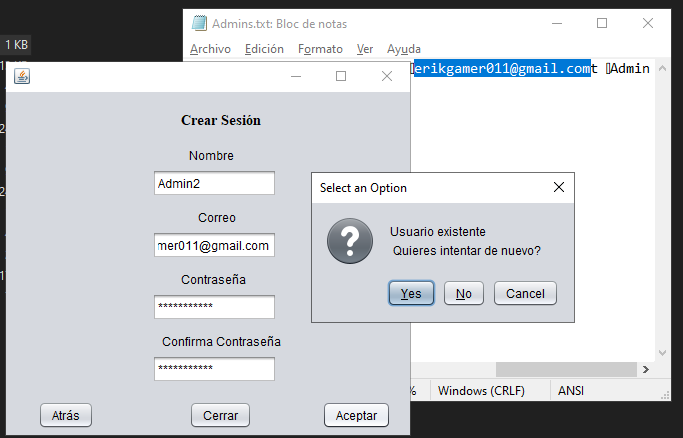 1 KB
Admins.txt: Bloc de notas
Archivo Edición Formato Ver Ayuda
erikgamer011@gmail.comt Admin
Crear Sesión
Nombre
Admin2
Correo
mer011@gmail.com
Contraseña
***********
Confirma Contraseña
***********
Atrás Cerrar Aceptar
Select an Option
Usuario existente
Quieres intentar de nuevo?
Yes No Cancel
% Windows (CRLF) ANSI